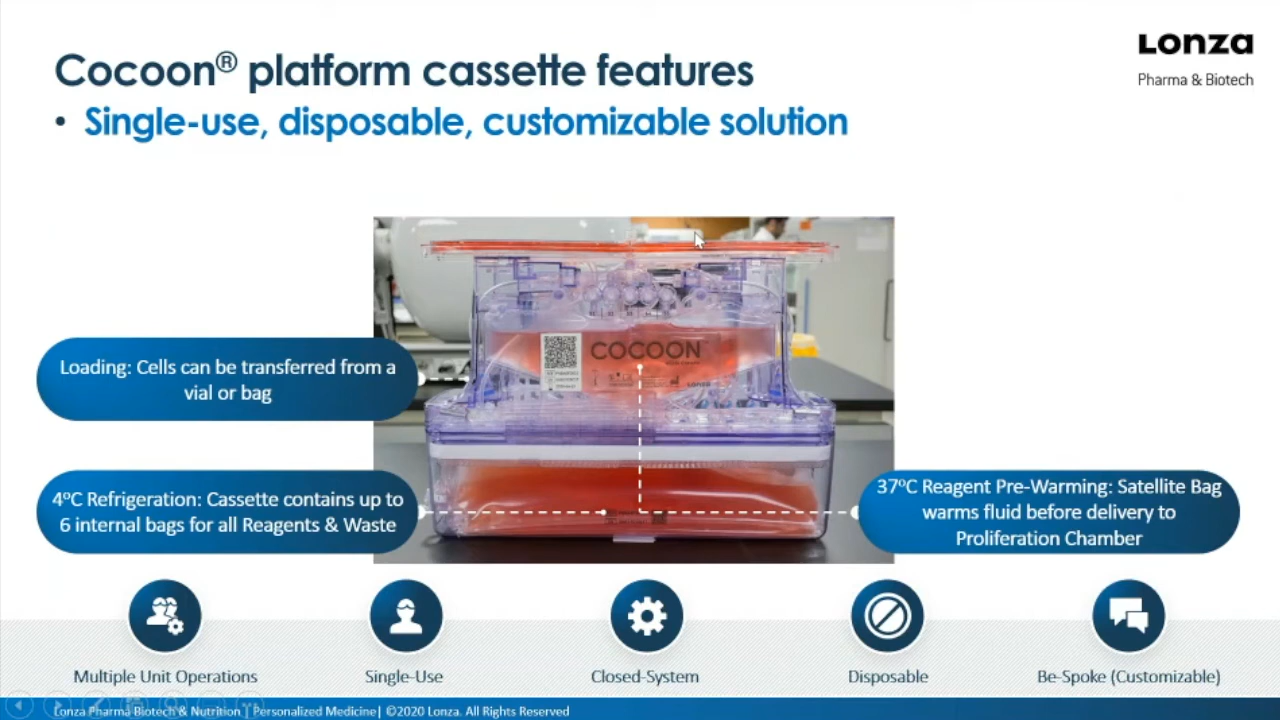 Lonza
Pharma & Biotech
Cocoon® platform cassette features
• Single-use, disposable, customizable solution
COCOON
Lonza
Loading: Cells can be transferred from a
vial or bag
4ºC Refrigeration: Cassette contains up to
6 internal bags for all Reagents & Waste
37ºC Reagent Pre-Warming: Satellite Bag
warms fluid before delivery to
Proliferation Chamber
Multiple Unit Operations
Single-Use
Closed-System
Disposable
Be-Spoke (Customizable)
Lonza Pharma Biotech & Nutrition | Personalized Medicine| ©2020 Lonza. All Rights Reserved